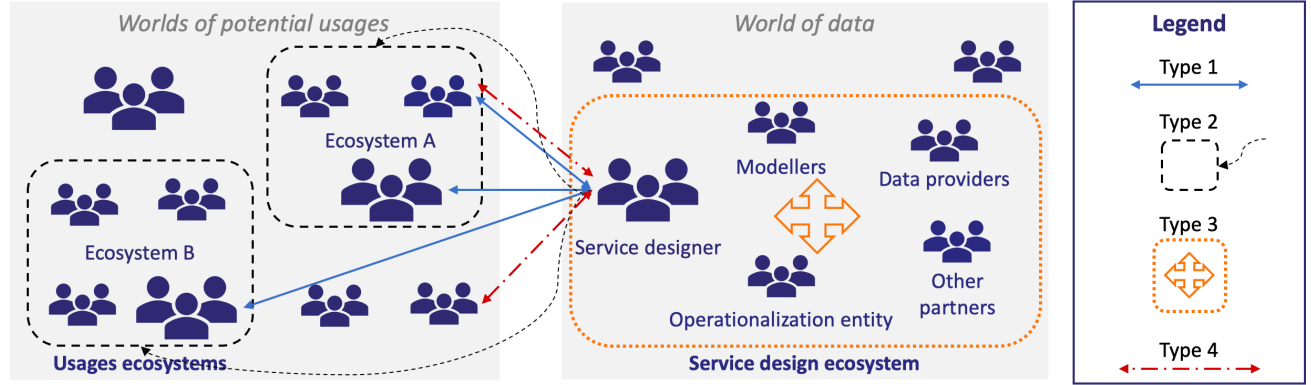 Worlds of potential usages
World of data
Legend
Type 1
Type 2
Type 3
Type 4
Ecosystem A
Ecosystem B
Usages ecosystems
Modellers
Data providers
Service designer
Other
partners
Operationalization entity
Service design ecosystem